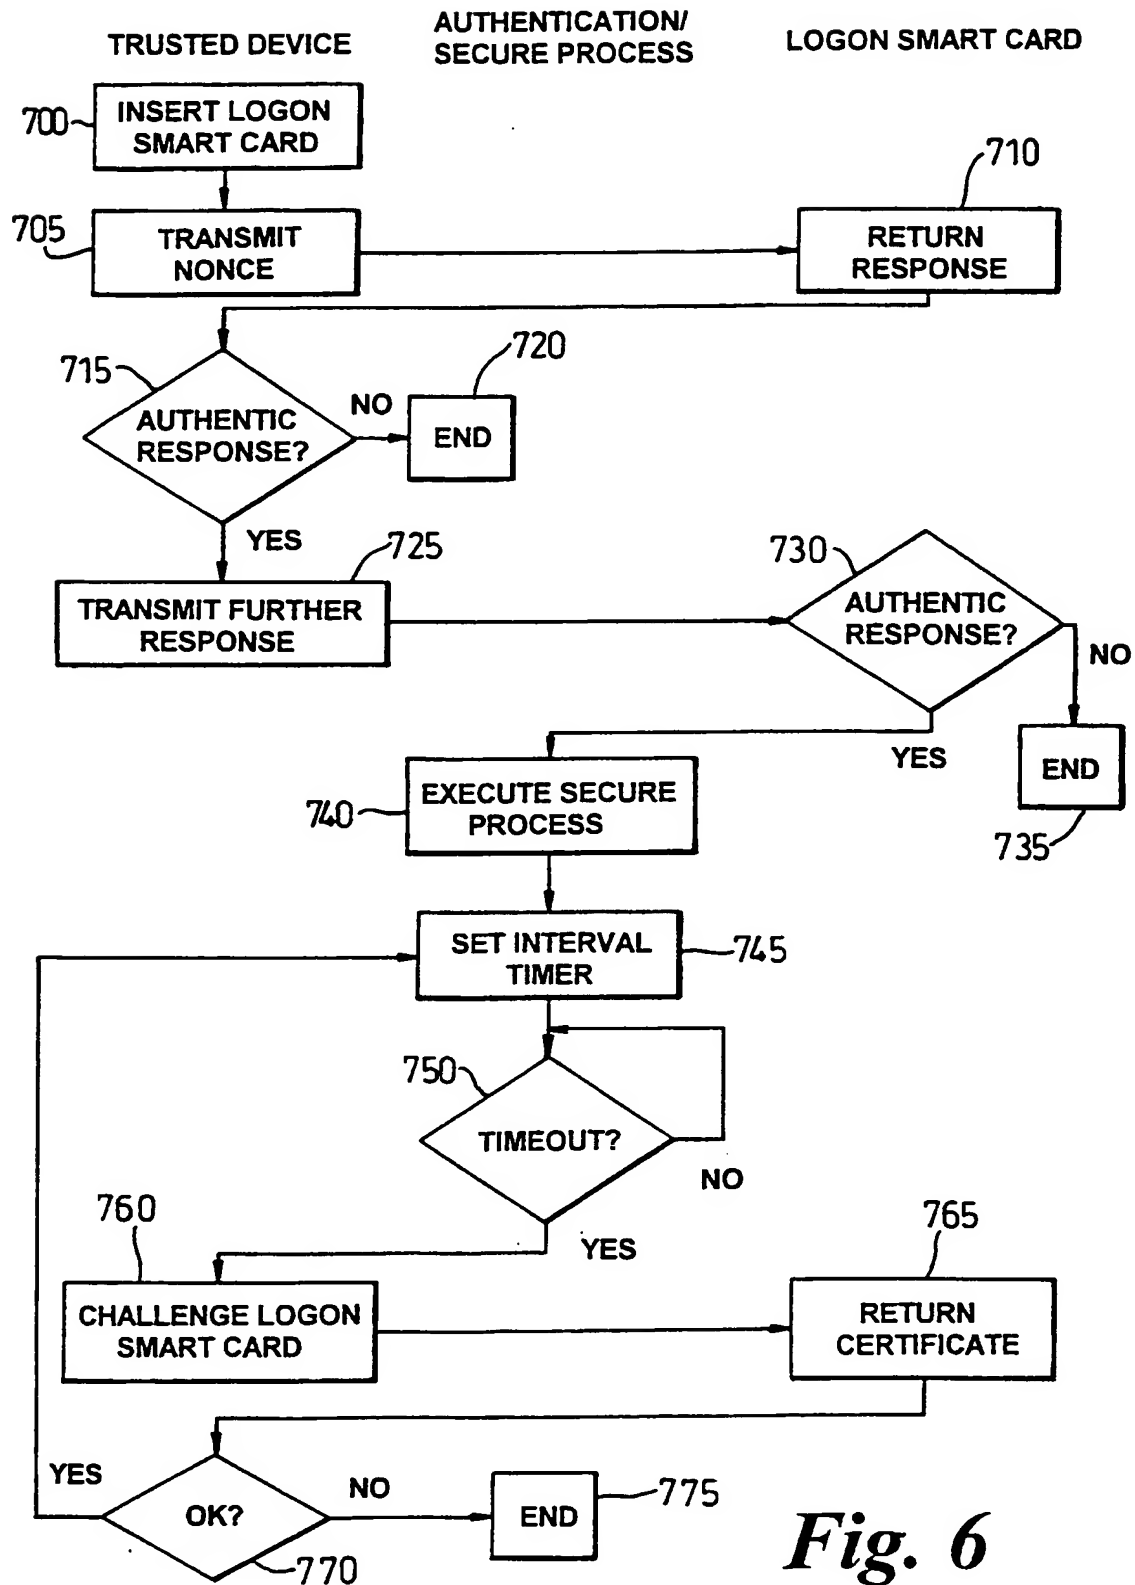 TRUSTED DEVICE
AUTHENTICATION/
SECURE PROCESS
LOGON SMART CARD
700
INSERT LOGON
SMART CARD
705
TRANSMIT
NONCE
710
RETURN
RESPONSE
715
AUTHENTIC
RESPONSE?
NO
720
END
YES
725
TRANSMIT FURTHER
RESPONSE
730
AUTHENTIC
RESPONSE?
NO
YES
END
735
740
EXECUTE SECURE
PROCESS
SET INTERVAL
TIMER
745
750
TIMEOUT?
NO
YES
760
CHALLENGE LOGON
SMART CARD
765
RETURN
CERTIFICATE
YES
OK?
NO
770
END
775
Fig. 6